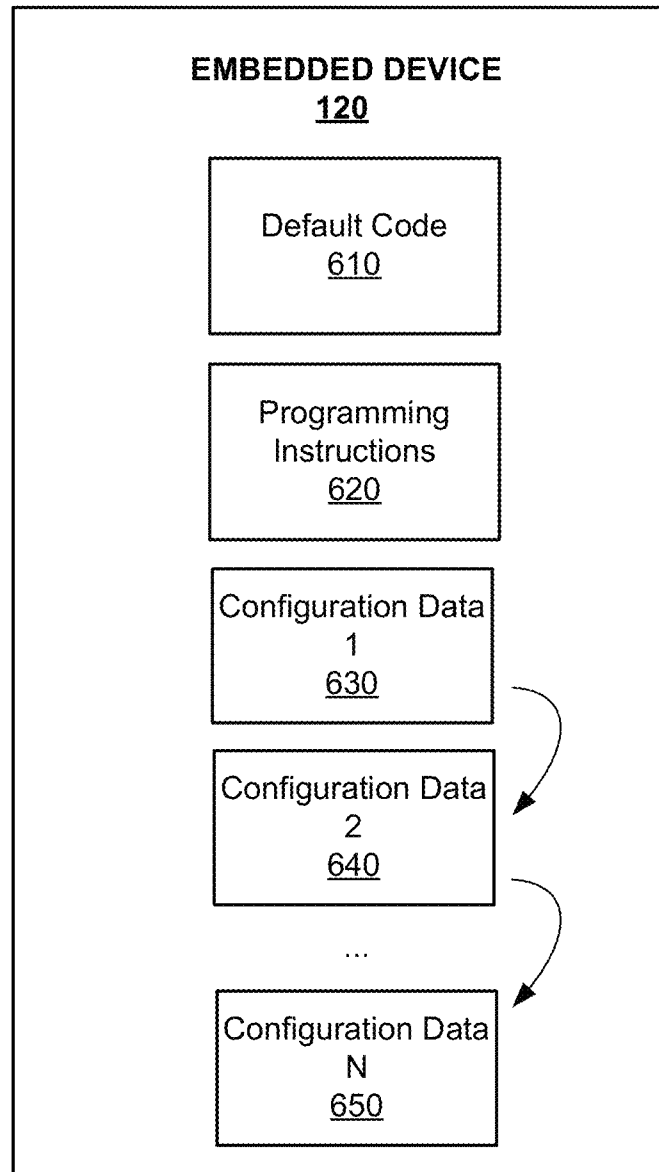 EMBEDDED DEVICE
120
Default Code
610
Programming
Instructions
620
Configuration Data
1
630
Configuration Data
2
640
...
Configuration Data
N
650